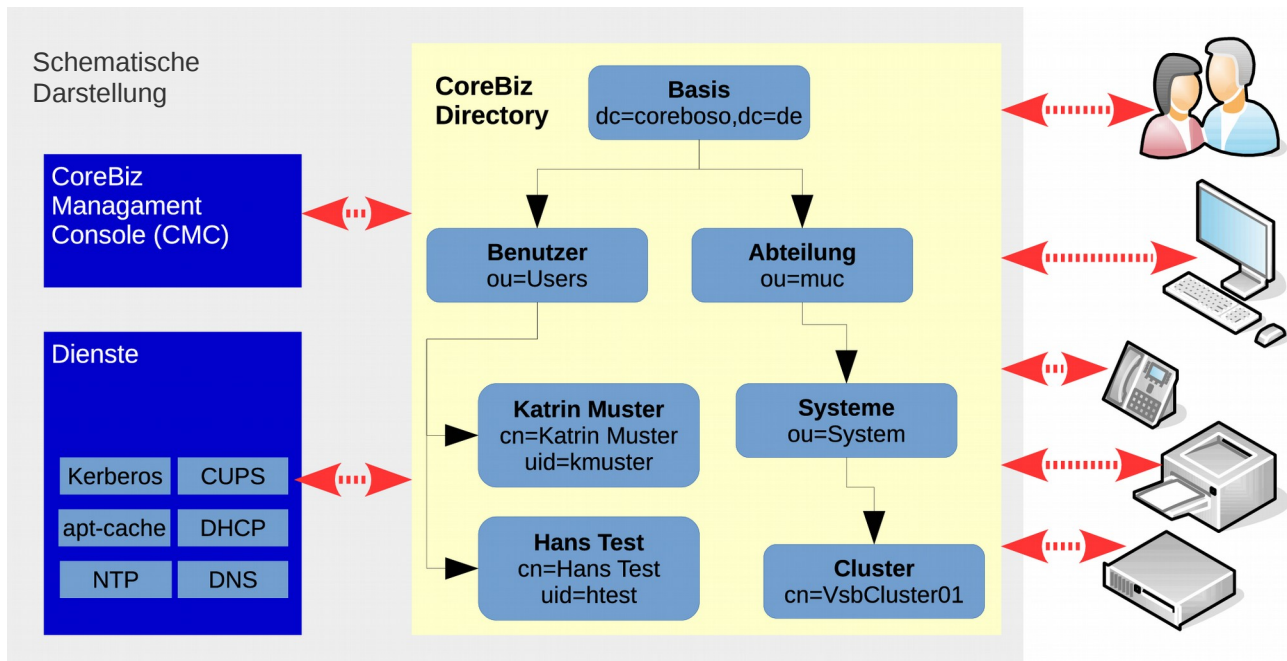 Schematische
Darstellung
CoreBiz
Managament
Console (CMC)
Dienste
Kerberos
CUPS
apt-cache
DHCP
NTP
DNS
CoreBiz
Directory
Basis
dc=coreboso,dc=de
Benutzer
ou=Users
Abteilung
ou=muc
Katrin Muster
cn=Katrin Muster
uid=kmuster
Systeme
ou=System
Hans Test
cn=Hans Test
uid=htest
Cluster
cn=VsbCluster01